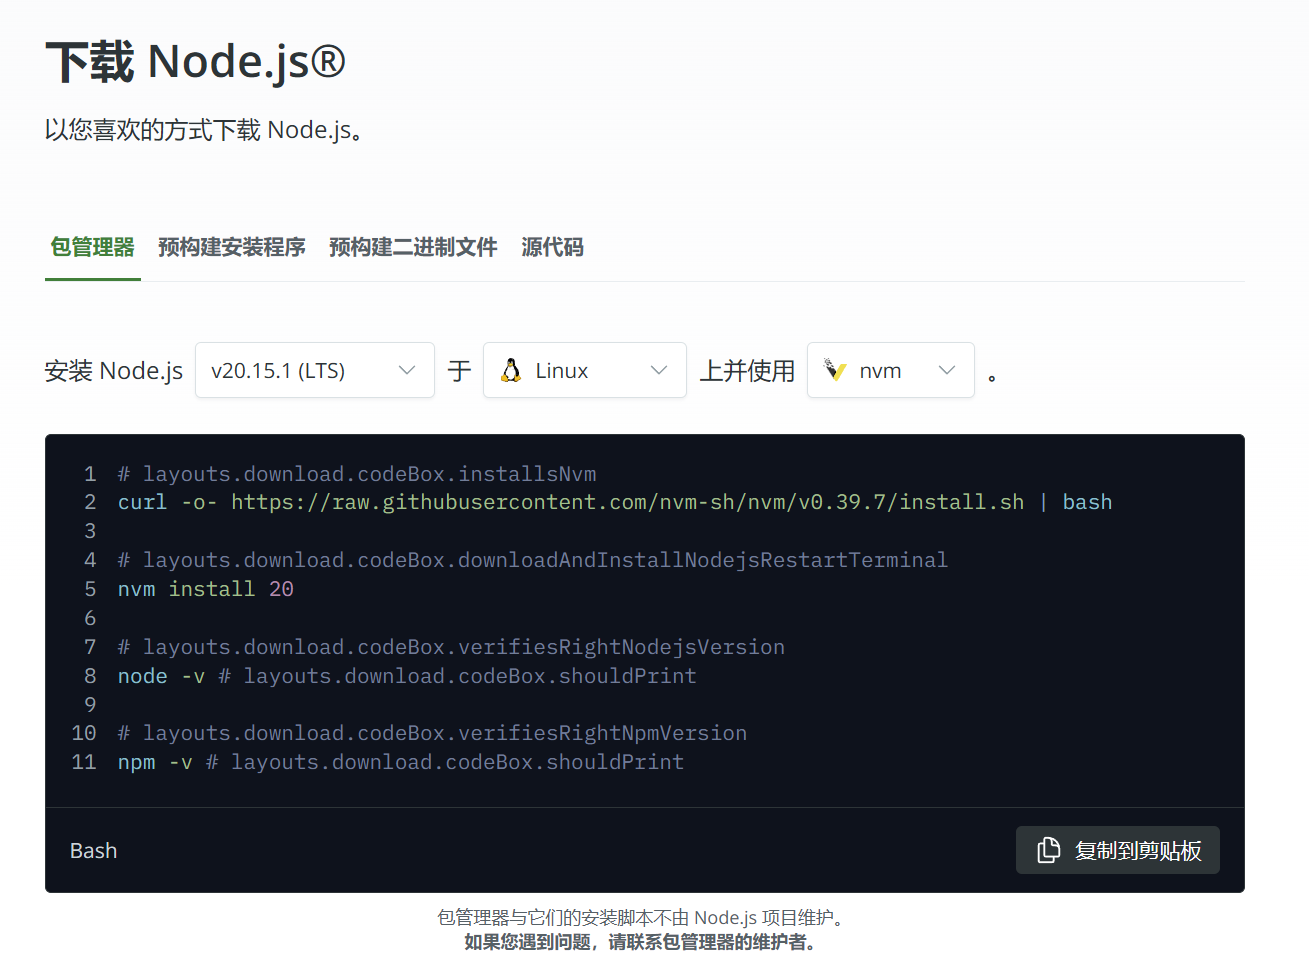 下载 Node.js®
以您喜欢的方式下载 Node.js。
包管理器 预构建安装程序 预构建二进制文件 源代码
安装 Node.js v20.15.1 (LTS) 于 Linux 上并使用 nvm 。
1 # layouts.download.codeBox.installsNvm
2 curl -o- https://raw.githubusercontent.com/nvm-sh/nvm/v0.39.7/install.sh | bash
3
4 # layouts.download.codeBox.downloadAndInstallNodejsRestartTerminal
5 nvm install 20
6
7 # layouts.download.codeBox.verifiesRightNodejsVersion
8 node -v # layouts.download.codeBox.shouldPrint
9
10 # layouts.download.codeBox.verifiesRightNpmVersion
11 npm -v # layouts.download.codeBox.shouldPrint
Bash 复制到剪贴板
包管理器与它们的安装脚本不由 Node.js 项目维护。
如果您遇到问题，请联系包管理器的维护者。